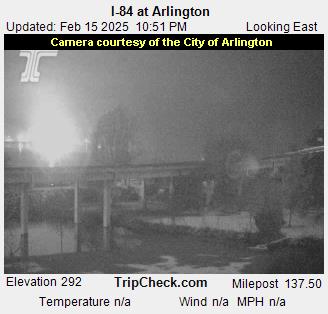 I-84 at Arlington
Updated: Feb 15 2025 10:51 PM Looking East
Camera courtesy of the City of Arlington
Elevation 292 TripCheck.com Milepost 137.50
Temperature n/a Wind n/a MPH n/a